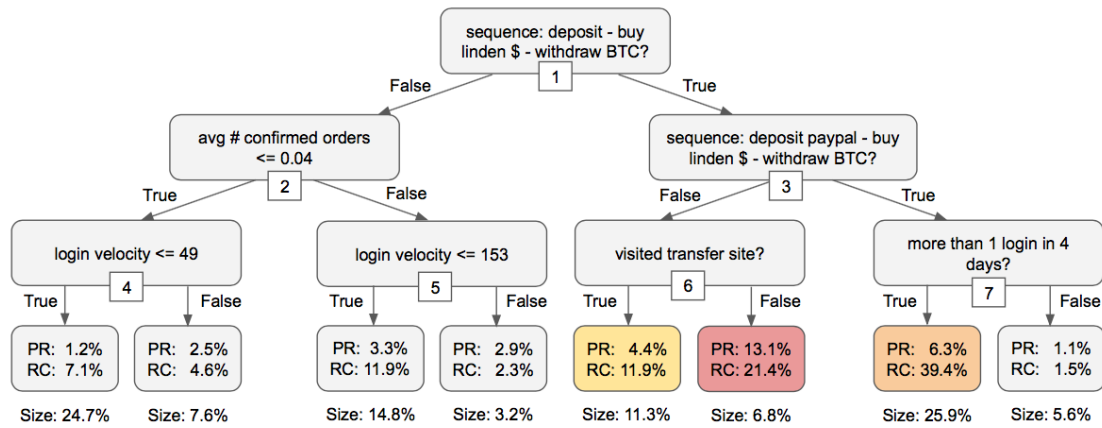 sequence: deposit - buy
linden $ - withdraw BTC?
1
False
True
avg # confirmed orders
<= 0.04
2
sequence: deposit paypal - buy
linden $ - withdraw BTC?
3
True
False
False
True
login velocity <= 49
4
login velocity <= 153
5
visited transfer site?
6
more than 1 login in 4
days?
7
True
False
True
False
True
False
True
False
PR: 1.2%
RC: 7.1%
PR: 2.5%
RC: 4.6%
PR: 3.3%
RC: 11.9%
PR: 2.9%
RC: 2.3%
PR: 4.4%
RC: 11.9%
PR: 13.1%
RC: 21.4%
PR: 6.3%
RC: 39.4%
PR: 1.1%
RC: 1.5%
Size: 24.7%
Size: 7.6%
Size: 14.8%
Size: 3.2%
Size: 11.3%
Size: 6.8%
Size: 25.9%
Size: 5.6%